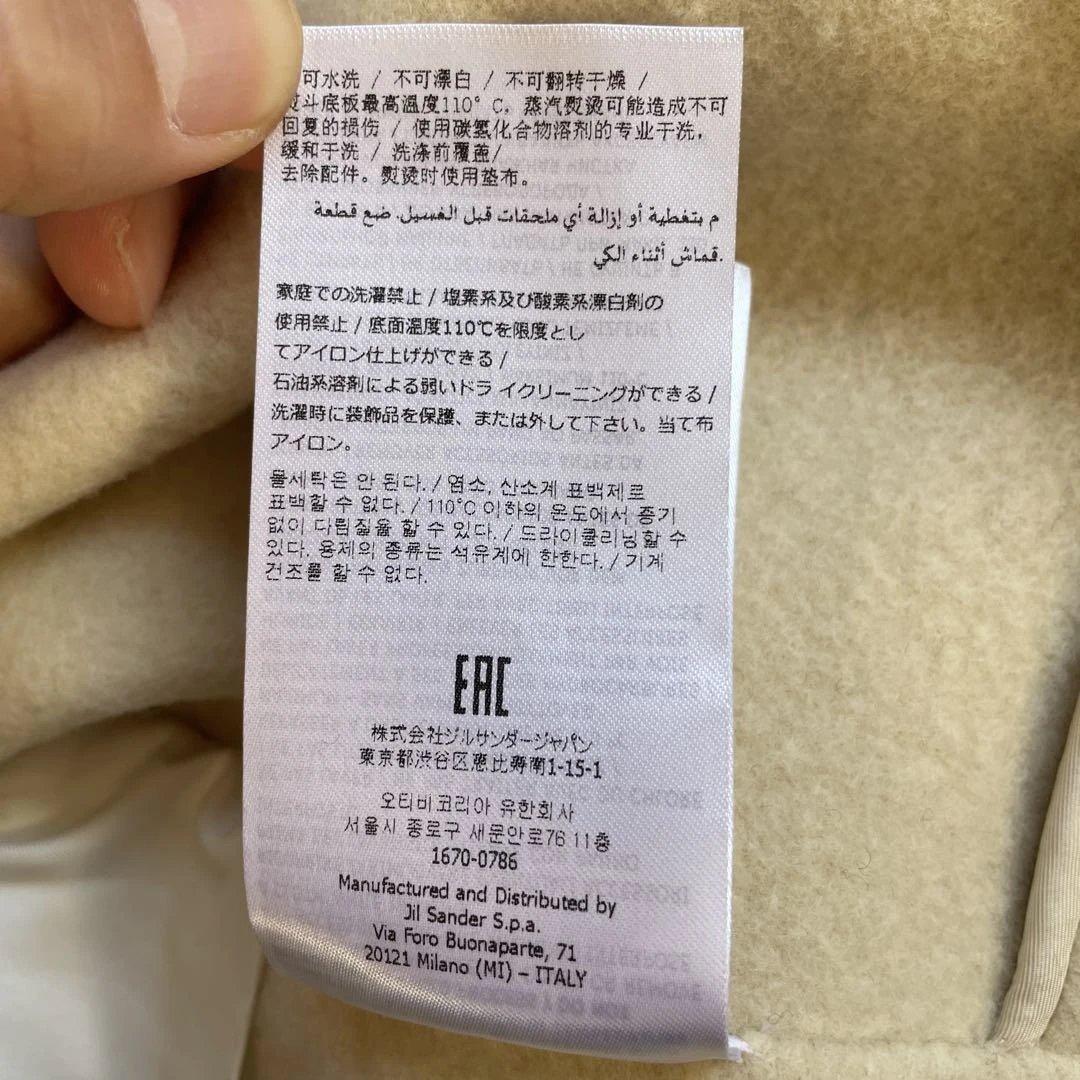 可水洗 / 不可漂白 / 不可翻转干燥 /
熨斗底板最高温度110° C，蒸汽熨烫可能造成不可
回复的损伤 / 使用碳氢化合物溶剂的专业干洗，
缓和干洗 / 洗涤前覆盖/
去除配件。熨烫时使用垫布。
م بتغطية أو إزالة أي ملحقات قبل الغسيل. ضع قطعة
قماش أثناء الكي.
家庭での洗濯禁止 / 塩素系及び酸素系漂白剤の
使用禁止 / 底面温度110℃を限度とし
てアイロン仕上げができる /
石油系溶剤による弱いドラ イクリーニングができる /
洗濯時に装飾品を保護、または外して下さい。当て布
アイロン。
물세탁은 안 된다. / 염소, 산소계 표백제로
표백할 수 없다. / 110°C 이하의 온도에서 증기
없이 다림질을 할 수 있다. / 드라이클리닝할 수
있다. 용제의 종류는 석유계에 한한다. / 기계
건조를 할 수 없다.
EAC
株式会社ジルサンダージャパン
東京都渋谷区恵比寿南1-15-1
오티비코리아 유한회사
서울시 종로구 새문안로76 11층
1670-0786
Manufactured and Distributed by
Jil Sander S.p.a.
Via Foro Buonaparte, 71
20121 Milano (MI) – ITALY